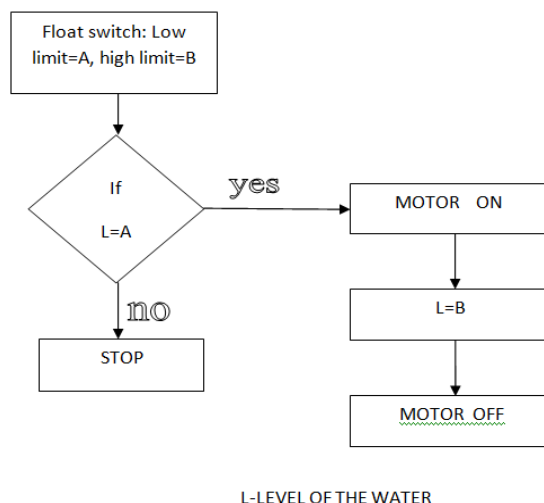 Float switch: Low
limit=A, high limit=B
If
L=A
yes
MOTOR ON
no
L=B
STOP
MOTOR OFF
L-LEVEL OF THE WATER